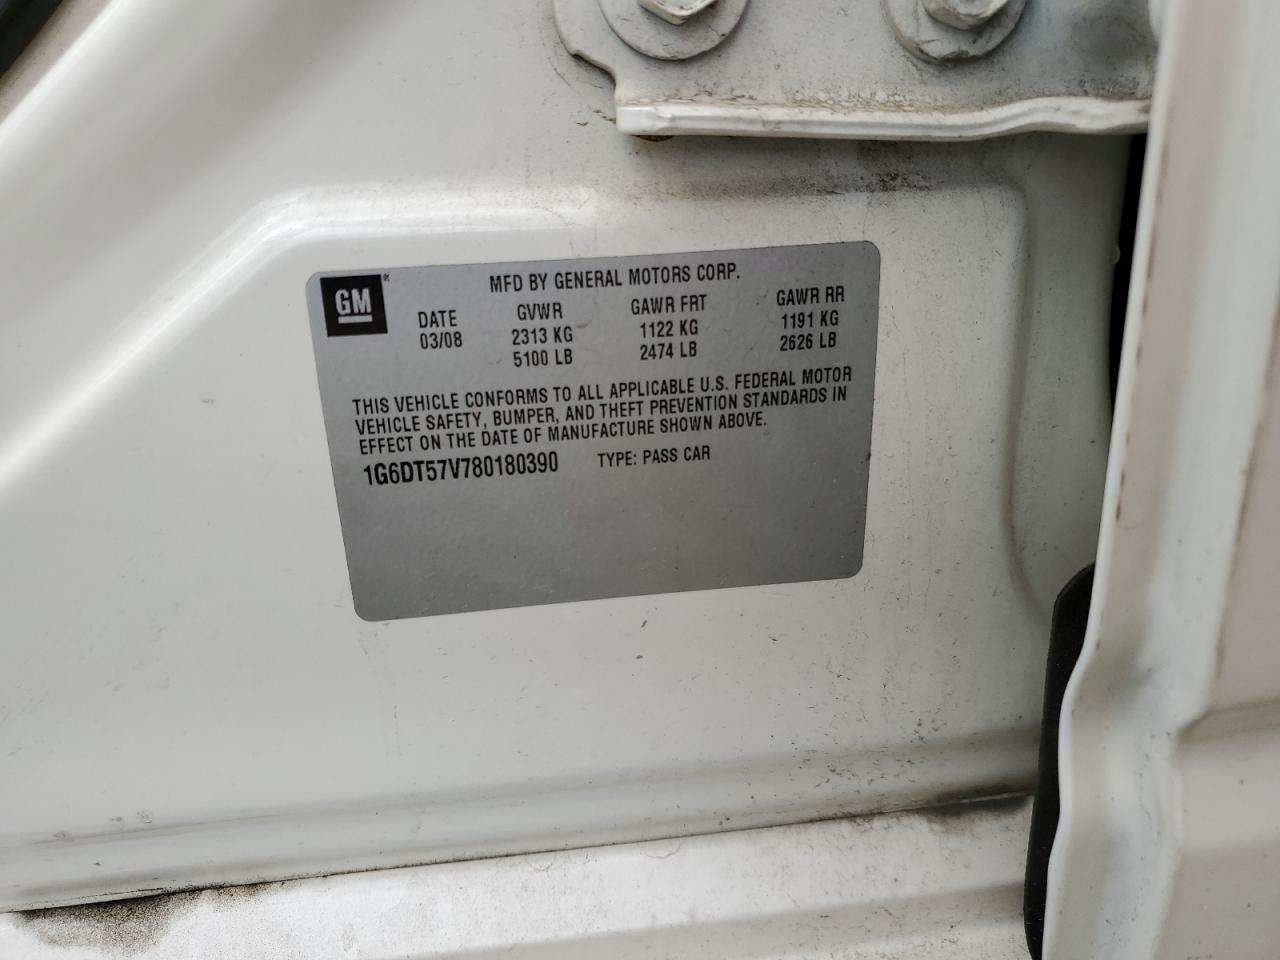 GM®
MFD BY GENERAL MOTORS CORP.
DATE GVWR GAWR FRT GAWR RR
03/08 2313 KG 1122 KG 1191 KG
5100 LB 2474 LB 2626 LB
THIS VEHICLE CONFORMS TO ALL APPLICABLE U.S. FEDERAL MOTOR
VEHICLE SAFETY, BUMPER, AND THEFT PREVENTION STANDARDS IN
EFFECT ON THE DATE OF MANUFACTURE SHOWN ABOVE.
1G6DT57V780180390 TYPE: PASS CAR